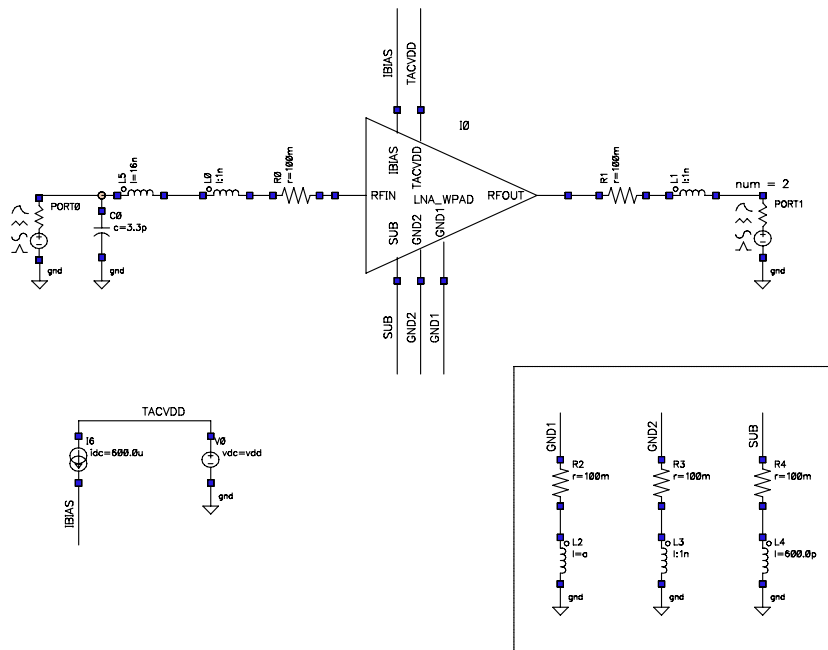 IBIAS
TACVDD
I0
L5
l=16n
L0
l:1n
R0
r=100m
IBIAS
TACVDD
R1
r=100m
L1
l:1n
num = 2
PORT0
C0
c=3.3p
RFIN
LNA_WPAD
RFOUT
PORT1
SUB
GND2
GND1
gnd
gnd
gnd
SUB
GND2
GND1
TACVDD
I6
idc=600.0u
V0
vdc=vdd
gnd
IBIAS
GND1
GND2
SUB
R2
r=100m
R3
r=100m
R4
r=100m
L2
l=a
L3
l:1n
L4
l=600.0p
gnd
gnd
gnd